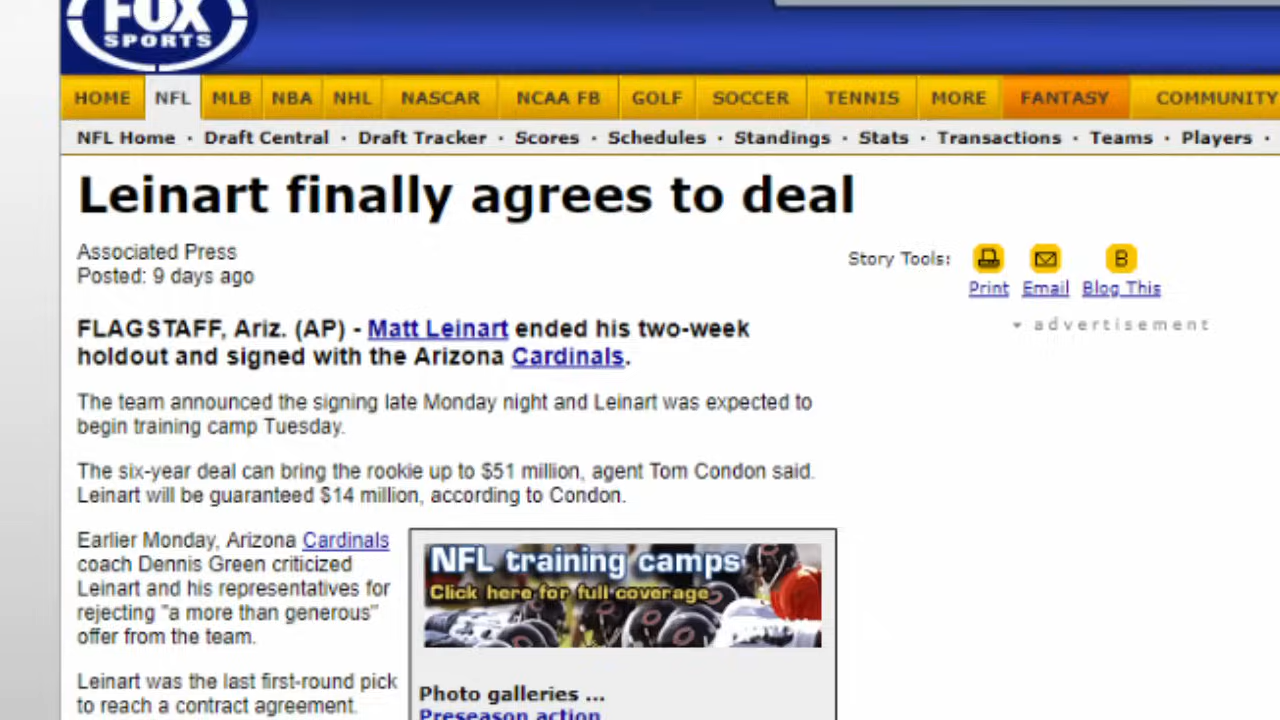 FOX
SPORTS
HOME NFL MLB NBA NHL NASCAR NCAA FB GOLF SOCCER TENNIS MORE FANTASY COMMUNITY
NFL Home · Draft Central · Draft Tracker · Scores · Schedules · Standings · Stats · Transactions · Teams · Players ·
Leinart finally agrees to deal
Associated Press
Posted: 9 days ago
Story Tools:
B
Print Email Blog This
advertisement
FLAGSTAFF, Ariz. (AP) - Matt Leinart ended his two-week
holdout and signed with the Arizona Cardinals.
The team announced the signing late Monday night and Leinart was expected to
begin training camp Tuesday.
The six-year deal can bring the rookie up to $51 million, agent Tom Condon said.
Leinart will be guaranteed $14 million, according to Condon.
Earlier Monday, Arizona Cardinals
coach Dennis Green criticized
Leinart and his representatives for
rejecting "a more than generous"
offer from the team.
Leinart was the last first-round pick
to reach a contract agreement.
NFL training camps
Click here for full coverage
Photo galleries ...
Preseason action